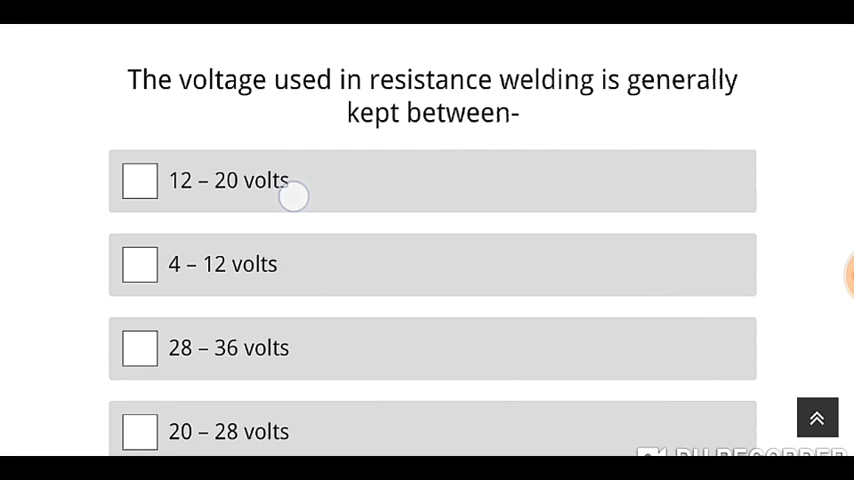 The voltage used in resistance welding is generally
kept between-
12 – 20 volts
4 – 12 volts
28 – 36 volts
20 – 28 volts